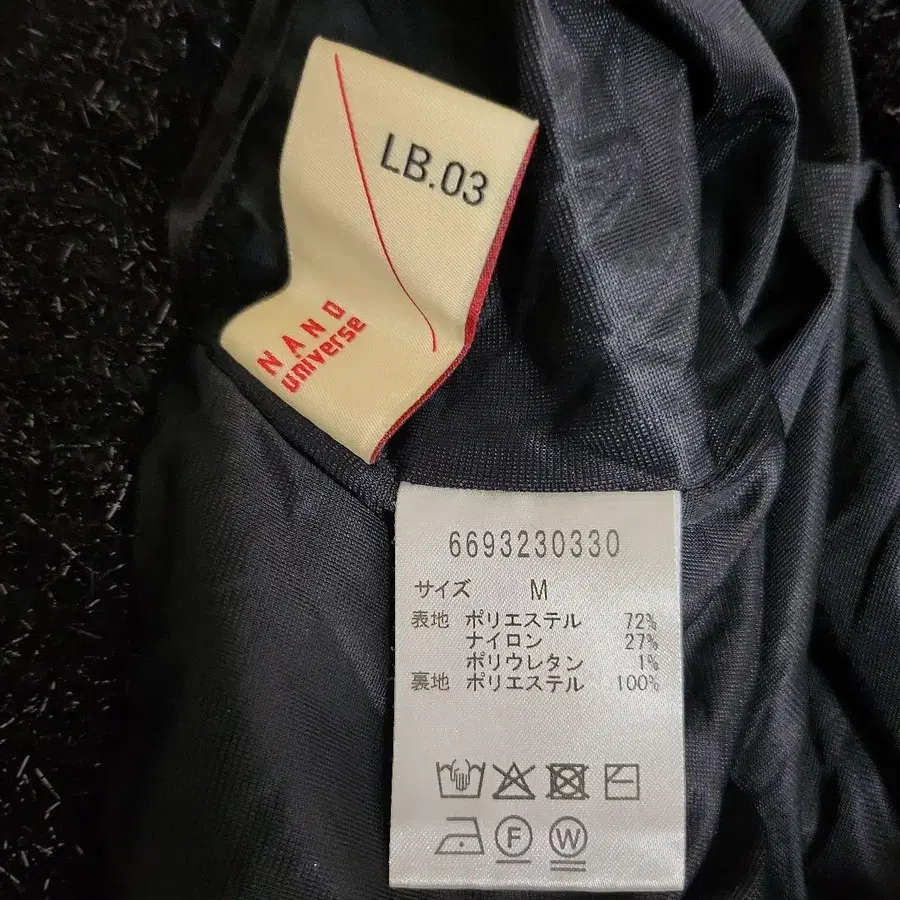 LB.03
NANO
universe
6693230330
サイズ M
表地 ポリエステル 72%
ナイロン 27%
ポリウレタン 1%
裏地 ポリエステル 100%
F W